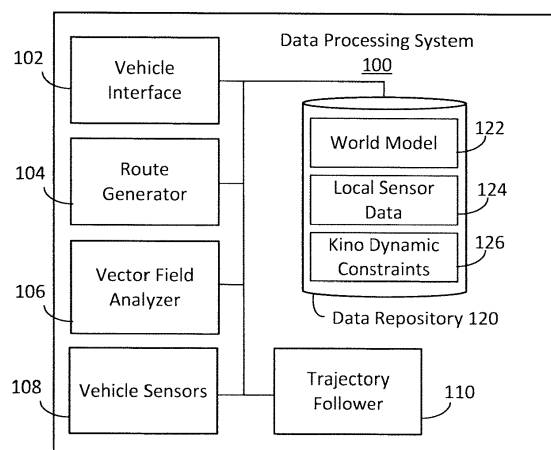 Data Processing System
100
102
Vehicle
Interface
104
Route
Generator
106
Vector Field
Analyzer
108
Vehicle Sensors
World Model
122
Local Sensor
Data
124
Kino Dynamic
Constraints
126
Data Repository 120
Trajectory
Follower
110